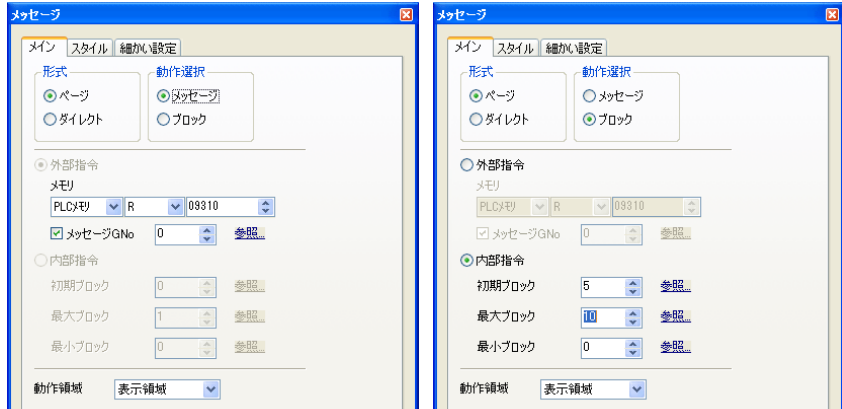 メッセージ
メイン スタイル 細かい設定
形式 動作選択
ページ メッセージ
ダイレクト ブロック
外部指令
メモリ
PLCメモリ R 09310
メッセージGNo 0 参照...
内部指令
初期ブロック 0 参照...
最大ブロック 1 参照...
最小ブロック 0 参照...
動作領域 表示領域
メッセージ
メイン スタイル 細かい設定
形式 動作選択
ページ メッセージ
ダイレクト ブロック
外部指令
メモリ
PLCメモリ R 09310
メッセージGNo 0 参照...
内部指令
初期ブロック 5 参照...
最大ブロック 10 参照...
最小ブロック 0 参照...
動作領域 表示領域